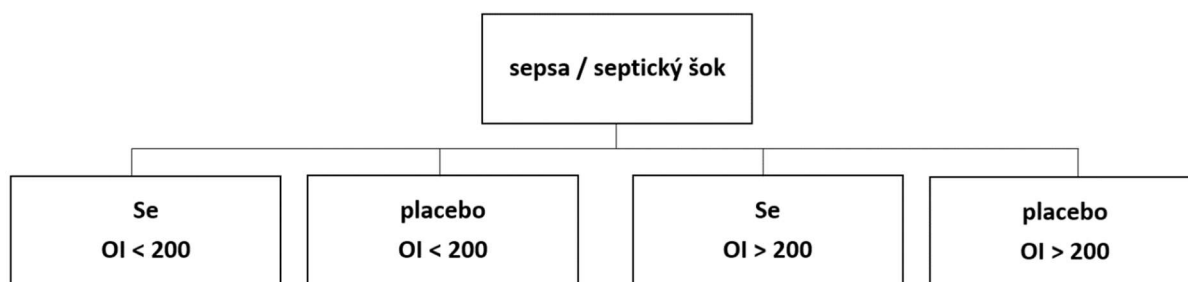 sepsa / septický šok
Se
OI < 200
placebo
OI < 200
Se
OI > 200
placebo
OI > 200